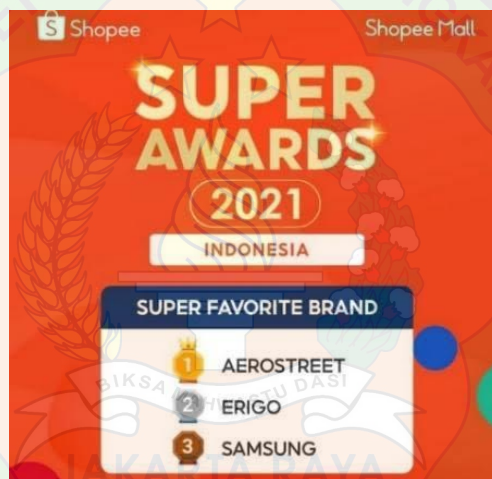 S Shopee
Shopee Mall
SUPER
AWARDS
2021
INDONESIA
SUPER FAVORITE BRAND
1 AEROSTREET
2 ERIGO
3 SAMSUNG
JAKARTA RAYA